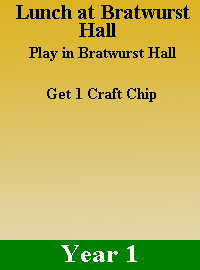 Lunch at Bratwurst
Hall
Play in Bratwurst Hall
Get 1 Craft Chip
Year 1